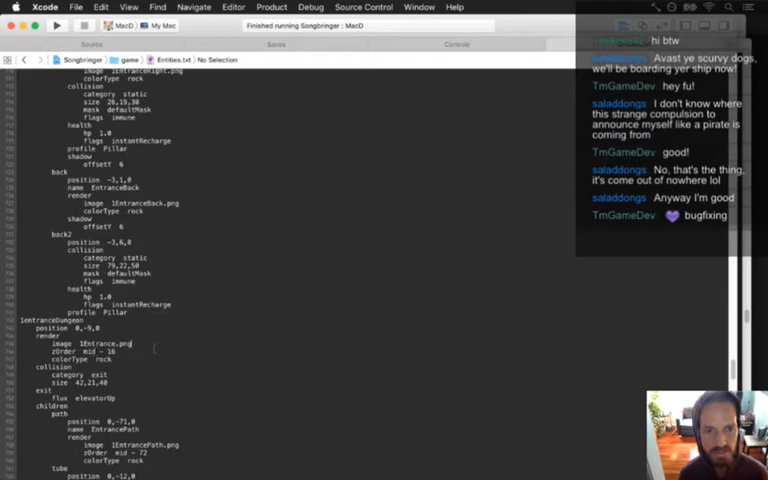 Xcode File Edit View Find Navigate Editor Product Debug Source Control Window Help
MacD My Mac Finished running Songbringer : MacD
Source Saves Console
Songbringer game Entities.txt No Selection
image 1EntranceRight.png
colorType rock
collision
category static
size 26,19,30
mask defaultMask
flags immune
health
hp 1.0
flags instantRecharge
profile Pillar
shadow
offsetY 6
back
position -3,1,0
name EntranceBack
render
image 1EntranceBack.png
colorType rock
shadow
offsetY 6
back2
position -3,6,0
collision
category static
size 79,22,50
mask defaultMask
flags immune
health
hp 1.0
flags instantRecharge
profile Pillar
1entranceDungeon
position 0,-9,0
render
image 1Entrance.png
zOrder mid - 16
colorType rock
collision
category exit
size 42,21,40
exit
flux elevatorUp
children
path
position 0,-71,0
name EntrancePath
render
image 1EntrancePath.png
zOrder mid - 72
colorType rock
tube
position 0,-12,0
hi btw
saladdongs Avast ye scurvy dogs,
we'll be boarding yer ship now!
TmGameDev hey fu!
saladdongs I don't know where
this strange compulsion to
announce myself like a pirate is
coming from
TmGameDev good!
saladdongs No, that's the thing,
it's come out of nowhere lol
saladdongs Anyway I'm good
TmGameDev 💜 bugfixing